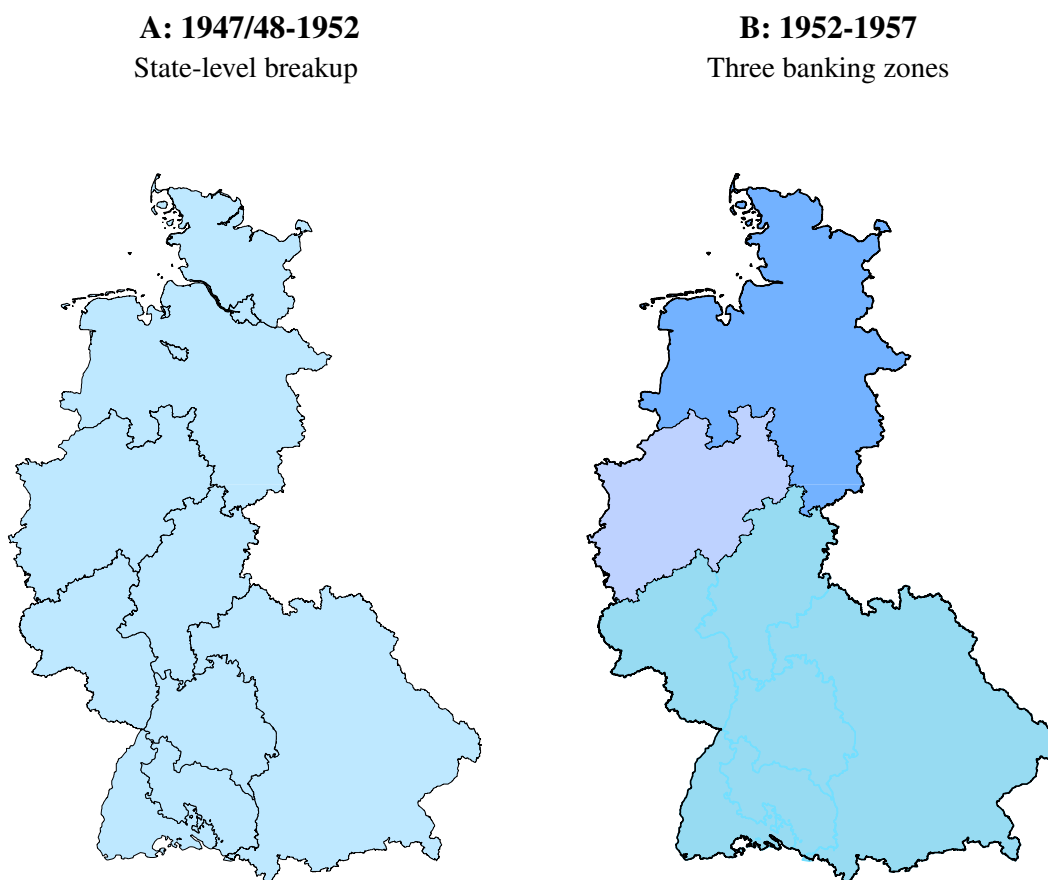 A: 1947/48-1952
State-level breakup
B: 1952-1957
Three banking zones